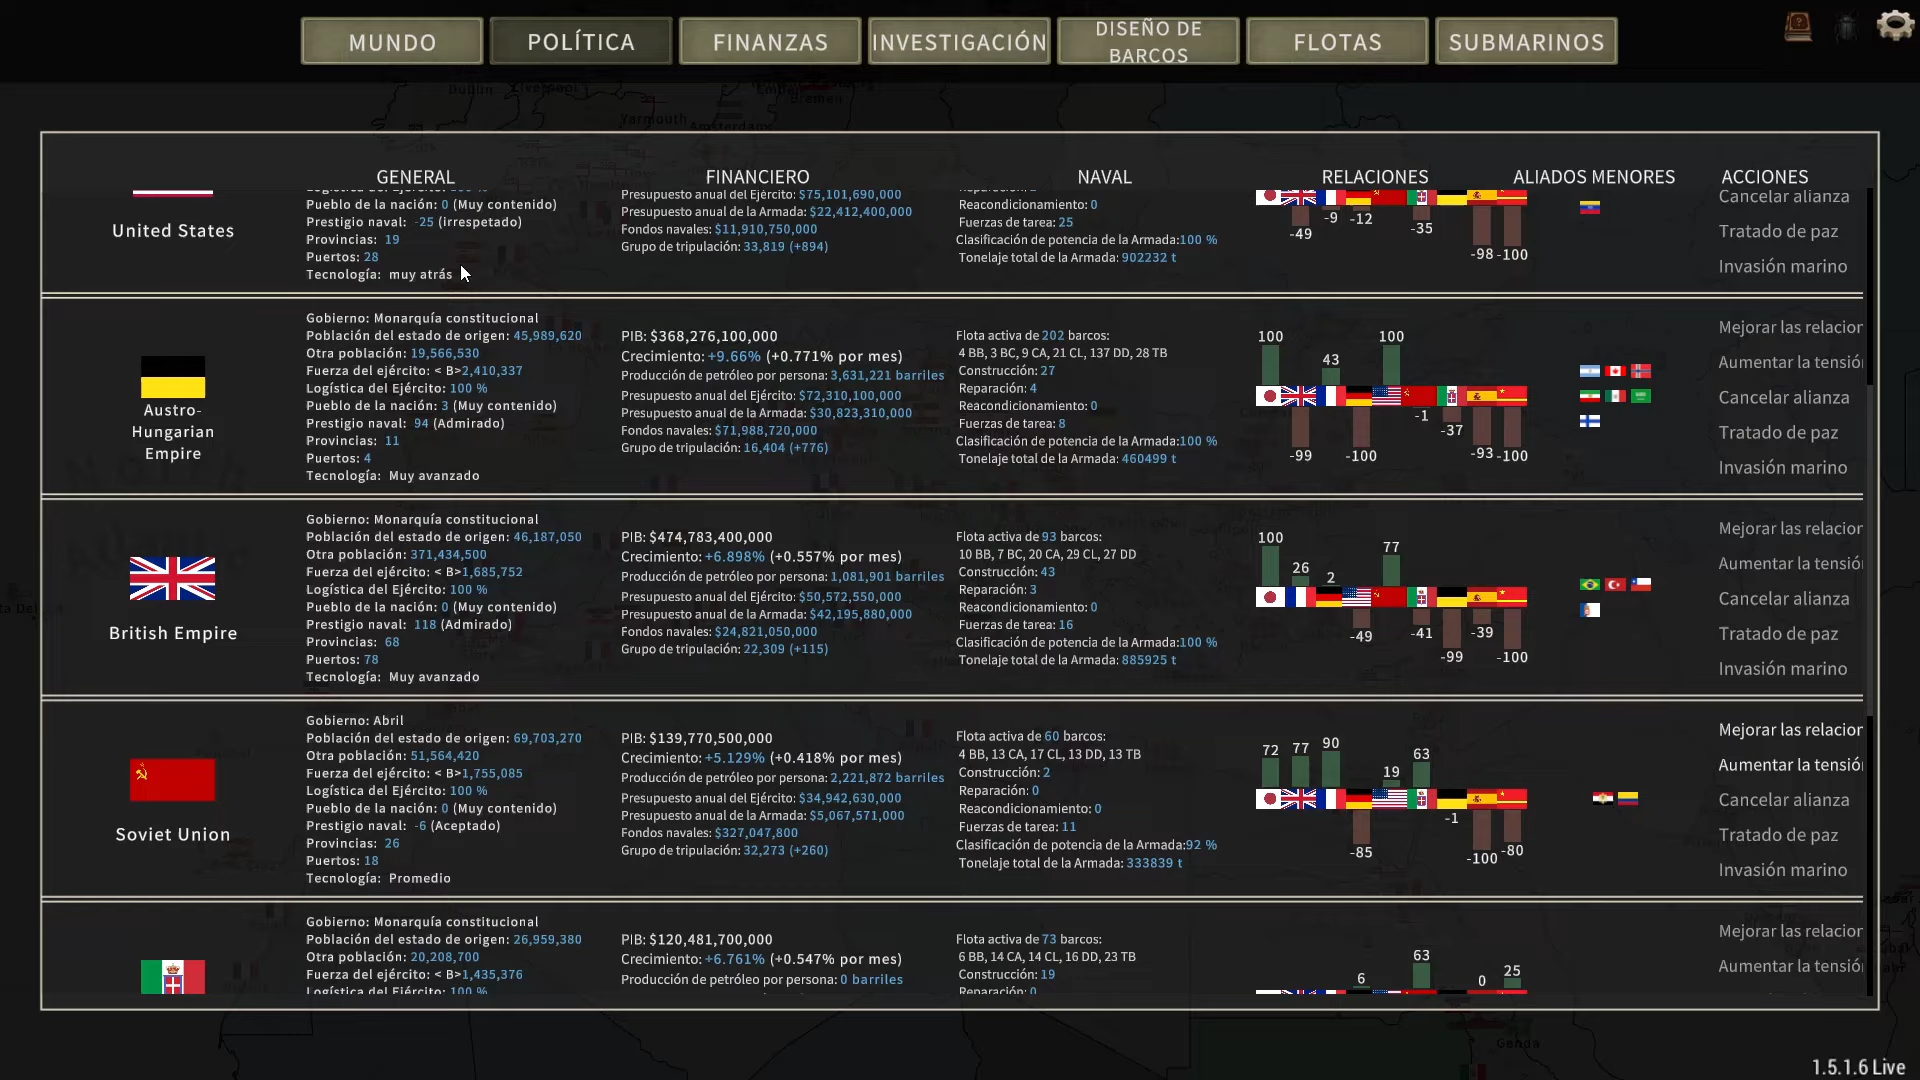 MUNDO
POLÍTICA
FINANZAS
INVESTIGACIÓN
DISEÑO DE
BARCOS
FLOTAS
SUBMARINOS
Dublin
Liverpool
Bremen
Yarmouth
Amsterdam
GENERAL
FINANCIERO
NAVAL
RELACIONES
ALIADOS MENORES
ACCIONES
United States
Pueblo de la nación: 0 (Muy contenido)
Prestigio naval: -25 (irrespetado)
Provincias: 19
Puertos: 28
Tecnología: muy atrás
Presupuesto anual del Ejército: $75,101,690,000
Presupuesto anual de la Armada: $22,412,400,000
Fondos navales: $11,910,750,000
Grupo de tripulación: 33,819 (+894)
Reacondicionamiento: 0
Fuerzas de tarea: 25
Clasificación de potencia de la Armada:100 %
Tonelaje total de la Armada: 902232 t
-49
-9
-12
-35
-98
-100
Cancelar alianza
Tratado de paz
Invasión marino
Austro-
Hungarian
Empire
Gobierno: Monarquía constitucional
Población del estado de origen: 45,989,620
Otra población: 19,566,530
Fuerza del ejército: < B>2,410,337
Logística del Ejército: 100 %
Pueblo de la nación: 3 (Muy contenido)
Prestigio naval: 94 (Admirado)
Provincias: 11
Puertos: 4
Tecnología: Muy avanzado
PIB: $368,276,100,000
Crecimiento: +9.66% (+0.771% por mes)
Producción de petróleo por persona: 3,631,221 barriles
Presupuesto anual del Ejército: $72,310,100,000
Presupuesto anual de la Armada: $30,823,310,000
Fondos navales: $71,988,720,000
Grupo de tripulación: 16,404 (+776)
Flota activa de 202 barcos:
4 BB, 3 BC, 9 CA, 21 CL, 137 DD, 28 TB
Construcción: 27
Reparación: 4
Reacondicionamiento: 0
Fuerzas de tarea: 8
Clasificación de potencia de la Armada:100 %
Tonelaje total de la Armada: 460499 t
100
43
100
-99
-100
-1
-37
-93
-100
Mejorar las relacion
Aumentar la tensió
Cancelar alianza
Tratado de paz
Invasión marino
British Empire
Gobierno: Monarquía constitucional
Población del estado de origen: 46,187,050
Otra población: 371,434,500
Fuerza del ejército: < B>1,685,752
Logística del Ejército: 100 %
Pueblo de la nación: 0 (Muy contenido)
Prestigio naval: 118 (Admirado)
Provincias: 68
Puertos: 78
Tecnología: Muy avanzado
PIB: $474,783,400,000
Crecimiento: +6.898% (+0.557% por mes)
Producción de petróleo por persona: 1,081,901 barriles
Presupuesto anual del Ejército: $50,572,550,000
Presupuesto anual de la Armada: $42,195,880,000
Fondos navales: $24,821,050,000
Grupo de tripulación: 22,309 (+115)
Flota activa de 93 barcos:
10 BB, 7 BC, 20 CA, 29 CL, 27 DD
Construcción: 43
Reparación: 3
Reacondicionamiento: 0
Fuerzas de tarea: 16
Clasificación de potencia de la Armada:100 %
Tonelaje total de la Armada: 885925 t
100
26
2
77
-49
-41
-99
-39
-100
Mejorar las relacion
Aumentar la tensió
Cancelar alianza
Tratado de paz
Invasión marino
Soviet Union
Gobierno: Abril
Población del estado de origen: 69,703,270
Otra población: 51,564,420
Fuerza del ejército: < B>1,755,085
Logística del Ejército: 100 %
Pueblo de la nación: 0 (Muy contenido)
Prestigio naval: -6 (Aceptado)
Provincias: 26
Puertos: 18
Tecnología: Promedio
PIB: $139,770,500,000
Crecimiento: +5.129% (+0.418% por mes)
Producción de petróleo por persona: 2,221,872 barriles
Presupuesto anual del Ejército: $34,942,630,000
Presupuesto anual de la Armada: $5,067,571,000
Fondos navales: $327,047,800
Grupo de tripulación: 32,273 (+260)
Flota activa de 60 barcos:
4 BB, 13 CA, 17 CL, 13 DD, 13 TB
Construcción: 2
Reparación: 0
Reacondicionamiento: 0
Fuerzas de tarea: 11
Clasificación de potencia de la Armada:92 %
Tonelaje total de la Armada: 333839 t
72
77
90
19
63
-85
-1
-100
-80
Mejorar las relacion
Aumentar la tensió
Cancelar alianza
Tratado de paz
Invasión marino
Gobierno: Monarquía constitucional
Población del estado de origen: 26,959,380
Otra población: 20,208,700
Fuerza del ejército: < B>1,435,376
Logística del Ejército: 100 %
PIB: $120,481,700,000
Crecimiento: +6.761% (+0.547% por mes)
Producción de petróleo por persona: 0 barriles
Flota activa de 73 barcos:
6 BB, 14 CA, 14 CL, 16 DD, 23 TB
Construcción: 19
Reparación: 0
6
63
0
25
Mejorar las relacion
Aumentar la tensió
1.5.1.6 Live